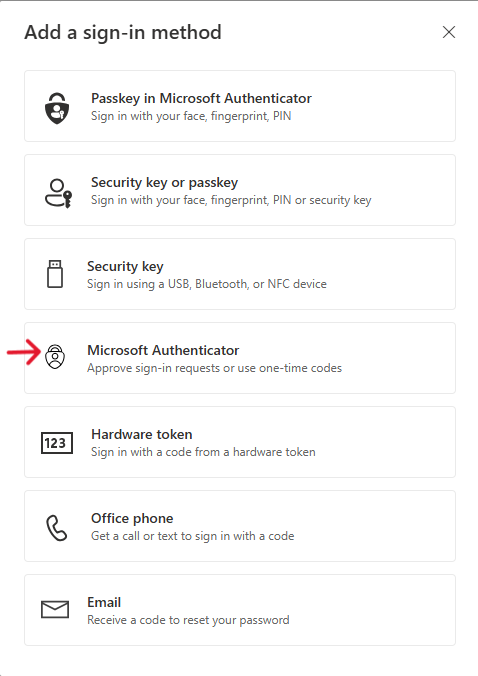 Add a sign-in method
Passkey in Microsoft Authenticator
Sign in with your face, fingerprint, PIN
Security key or passkey
Sign in with your face, fingerprint, PIN or security key
Security key
Sign in using a USB, Bluetooth, or NFC device
Microsoft Authenticator
Approve sign-in requests or use one-time codes
123
Hardware token
Sign in with a code from a hardware token
Office phone
Get a call or text to sign in with a code
Email
Receive a code to reset your password